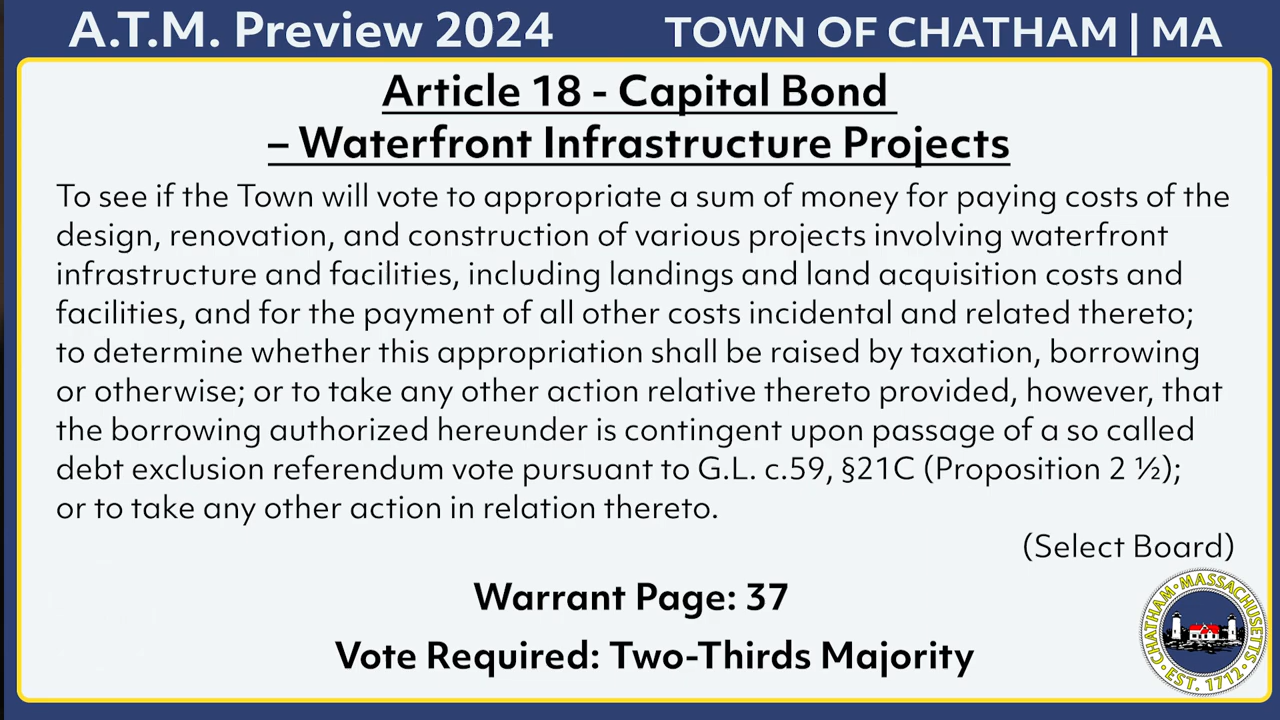 A.T.M. Preview 2024
TOWN OF CHATHAM | MA
Article 18 - Capital Bond
– Waterfront Infrastructure Projects
To see if the Town will vote to appropriate a sum of money for paying costs of the
design, renovation, and construction of various projects involving waterfront
infrastructure and facilities, including landings and land acquisition costs and
facilities, and for the payment of all other costs incidental and related thereto;
to determine whether this appropriation shall be raised by taxation, borrowing
or otherwise; or to take any other action relative thereto provided, however, that
the borrowing authorized hereunder is contingent upon passage of a so called
debt exclusion referendum vote pursuant to G.L. c.59, §21C (Proposition 2 ½);
or to take any other action in relation thereto.
(Select Board)
Warrant Page: 37
Vote Required: Two-Thirds Majority
CHATHAM, MASSACHUSETTS
EST. 1712